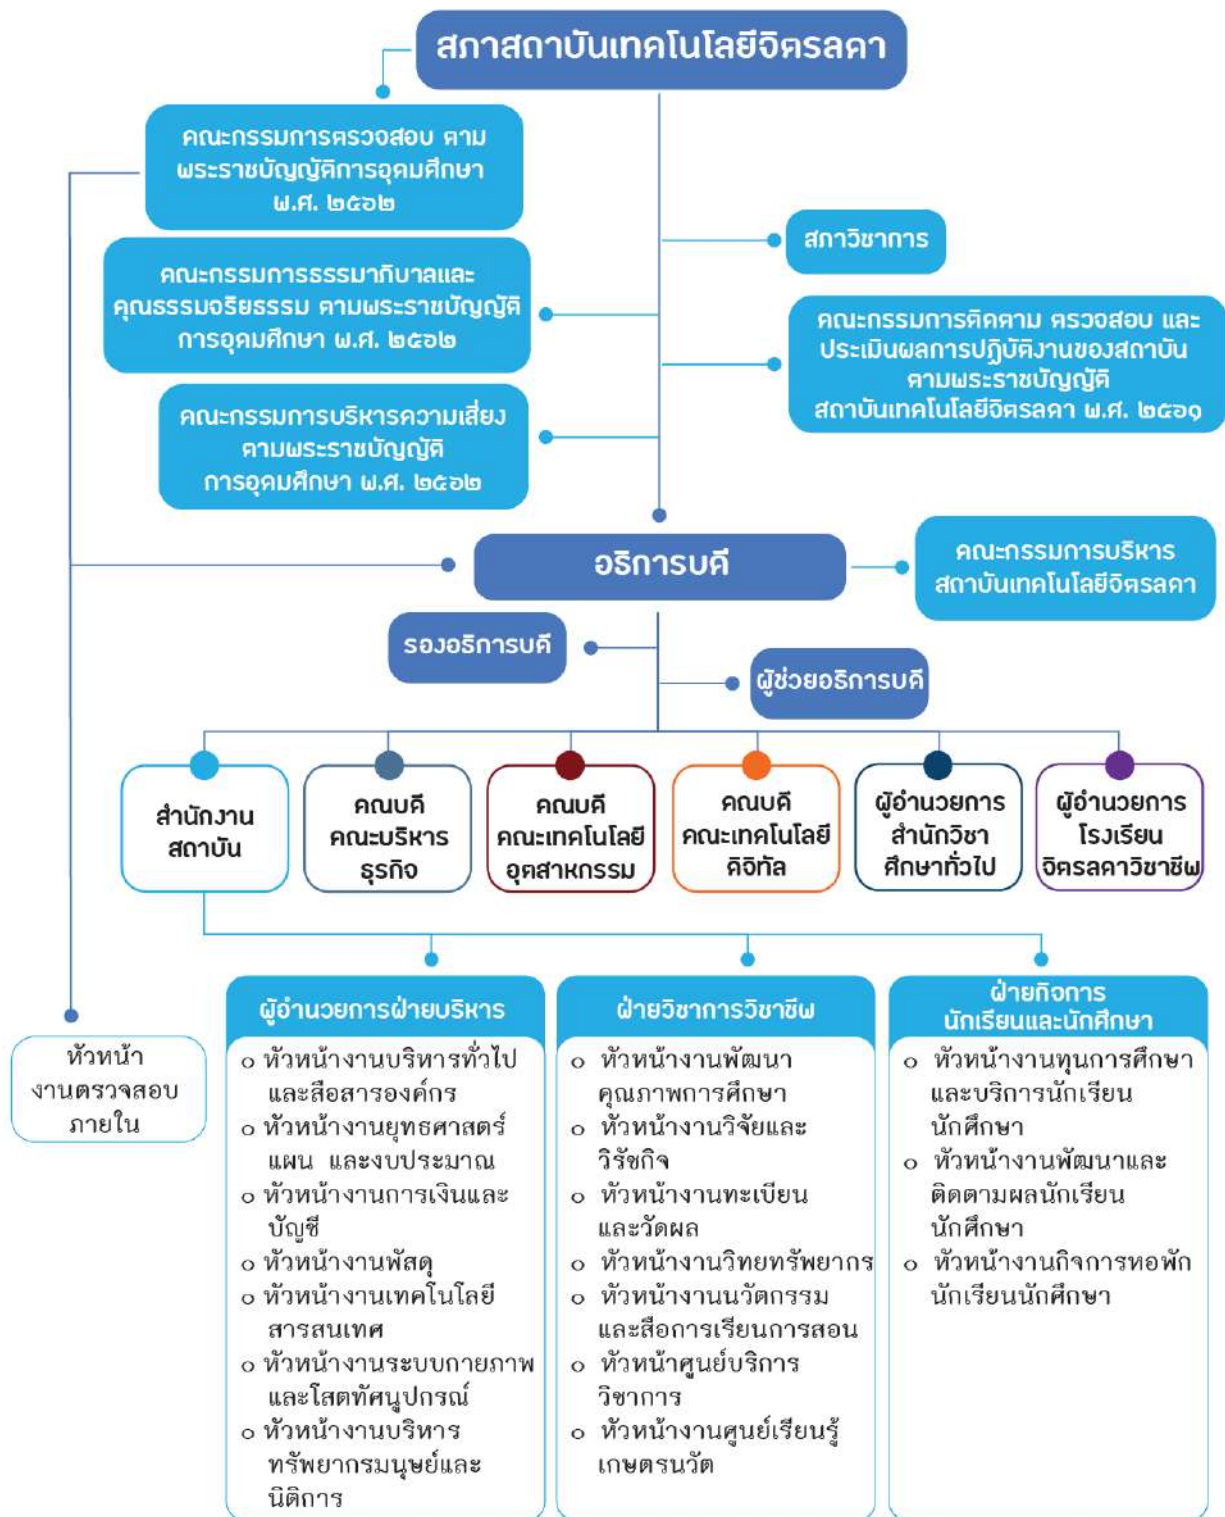 สภาสถาบันเทคโนโลยีจิตรลดา
คณะกรรมการตรวจสอบ ตาม
พระราชบัญญัติการอุดมศึกษา
พ.ศ. ๒๕๖๒
สภาวิชาการ
คณะกรรมการธรรมาภิบาลและ
คุณธรรมจริยธรรม ตามพระราชบัญญัติ
การอุดมศึกษา พ.ศ. ๒๕๖๒
คณะกรรมการติดตาม ตรวจสอบ และ
ประเมินผลการปฏิบัติงานของสถาบัน
ตามพระราชบัญญัติ
สถาบันเทคโนโลยีจิตรลดา พ.ศ. ๒๕๖๑
คณะกรรมการบริหารความเสี่ยง
ตามพระราชบัญญัติ
การอุดมศึกษา พ.ศ. ๒๕๖๒
อธิการบดี
คณะกรรมการบริหาร
สถาบันเทคโนโลยีจิตรลดา
รองอธิการบดี
ผู้ช่วยอธิการบดี
สำนักงาน
สถาบัน
คณบดี
คณะบริหาร
ธุรกิจ
คณบดี
คณะเทคโนโลยี
อุตสาหกรรม
คณบดี
คณะเทคโนโลยี
ดิจิทัล
ผู้อำนวยการ
สำนักวิชา
ศึกษาทั่วไป
ผู้อำนวยการ
โรงเรียน
จิตรลดาวิชาชีพ
หัวหน้า
งานตรวจสอบ
ภายใน
ผู้อำนวยการฝ่ายบริหาร
o หัวหน้างานบริหารทั่วไป
และสื่อสารองค์กร
o หัวหน้างานยุทธศาสตร์
แผน และงบประมาณ
o หัวหน้างานการเงินและ
บัญชี
o หัวหน้างานพัสดุ
o หัวหน้างานเทคโนโลยี
สารสนเทศ
o หัวหน้างานระบบกายภาพ
และโสตทัศนูปกรณ์
o หัวหน้างานบริหาร
ทรัพยากรมนุษย์และ
นิติการ
ฝ่ายวิชาการวิชาชีพ
o หัวหน้างานพัฒนา
คุณภาพการศึกษา
o หัวหน้างานวิจัยและ
วิรัชกิจ
o หัวหน้างานทะเบียน
และวัดผล
o หัวหน้างานวิทยทรัพยากร
o หัวหน้างานนวัตกรรม
และสื่อการเรียนการสอน
o หัวหน้าศูนย์บริการ
วิชาการ
o หัวหน้างานศูนย์เรียนรู้
เกษตรนวัต
ฝ่ายกิจการ
นักเรียนและนักศึกษา
o หัวหน้างานทุนการศึกษา
และบริการนักเรียน
นักศึกษา
o หัวหน้างานพัฒนาและ
ติดตามผลนักเรียน
นักศึกษา
o หัวหน้างานกิจการหอพัก
นักเรียนนักศึกษา